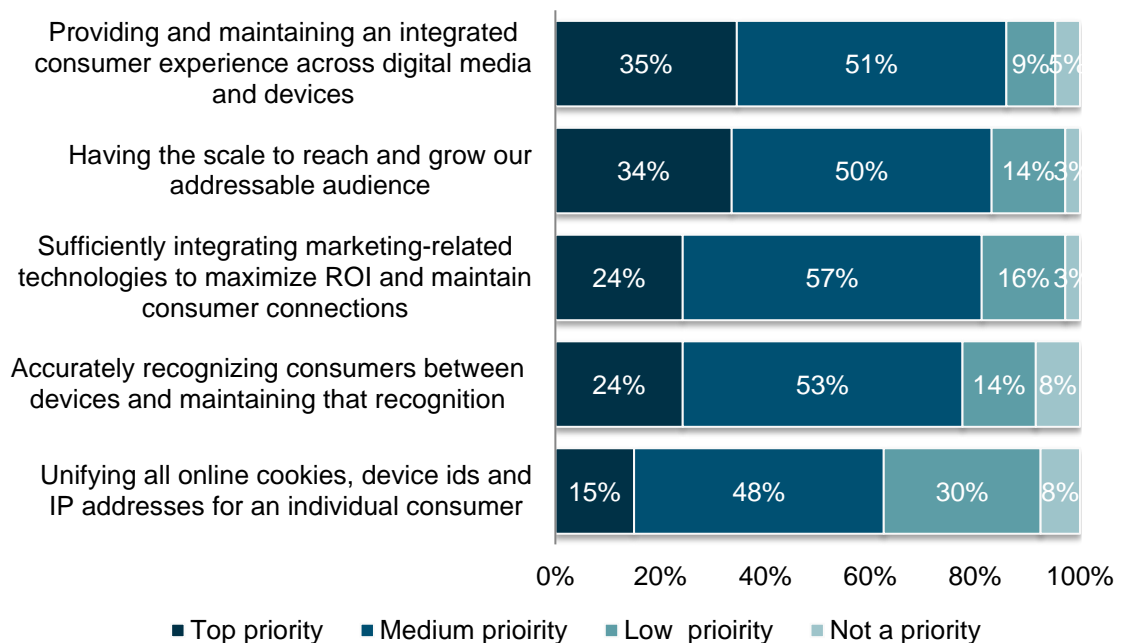 Providing and maintaining an integrated
consumer experience across digital media
and devices
35% 51% 9% 5%
Having the scale to reach and grow our
addressable audience
34% 50% 14% 3%
Sufficiently integrating marketing-related
technologies to maximize ROI and maintain
consumer connections
24% 57% 16% 3%
Accurately recognizing consumers between
devices and maintaining that recognition
24% 53% 14% 8%
Unifying all online cookies, device ids and
IP addresses for an individual consumer
15% 48% 30% 8%
0% 20% 40% 60% 80% 100%
Top priority Medium prioirity Low prioirity Not a priority